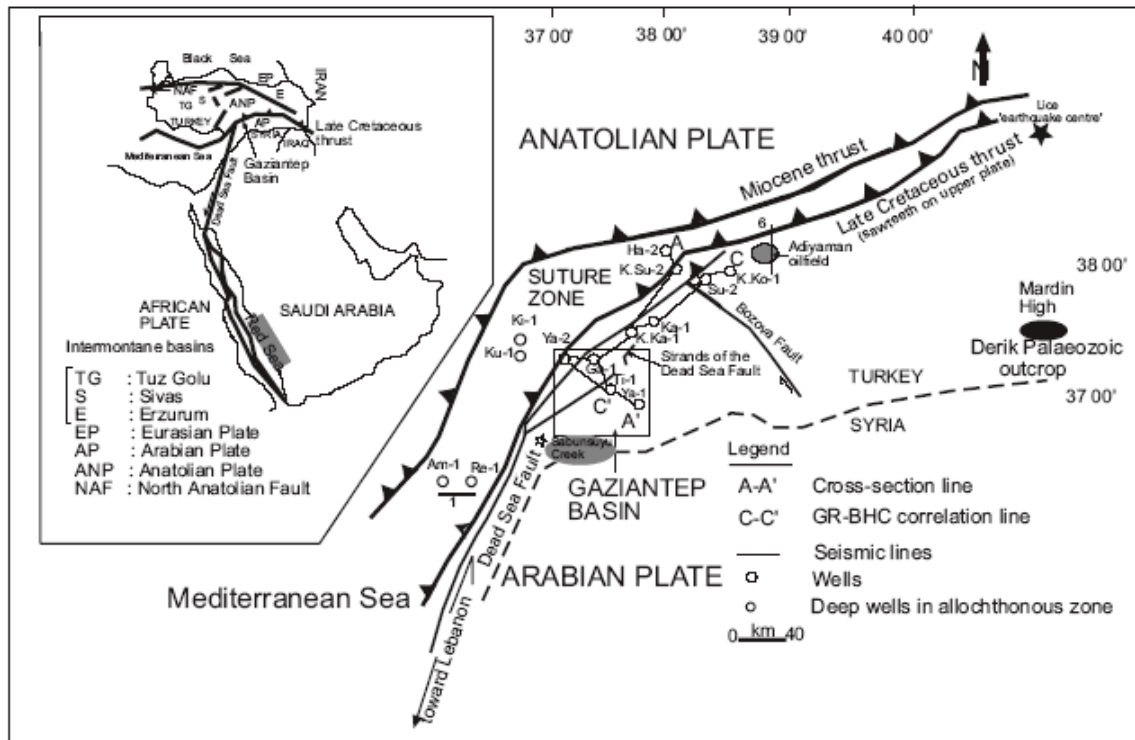 37 00'
38 00'
39 00'
40 00'
Black Sea
EP
IRAN
NAF
E
TG
S
ANP
TURKEY
AP
SYRIA
IRAQ
Late Cretaceous
thrust
Mediterranean Sea
Gaziantep
Basin
Dead Sea Fault
AFRICAN
PLATE
SAUDI ARABIA
Red Sea
Intermontane basins
TG : Tuz Golu
S : Sivas
E : Erzurum
EP : Eurasian Plate
AP : Arabian Plate
ANP : Anatolian Plate
NAF : North Anatolian Fault
N
Lice
'earthquake centre'
ANATOLIAN PLATE
Miocene thrust
Late Cretaceous thrust
(Sawteeth on upper plate)
6
Ha-2
A
Adiyaman
oilfield
K.Su-2
C
K.Ko-1
Su-2
38 00'
SUTURE
ZONE
Mardin
High
Bozova Fault
Ki-1
Ka-1
Ya-2
K.Ka-1
Ku-1
Derik Palaeozoic
outcrop
Strands of the
Dead Sea Fault
Ga-1
Ti-1
Ya-1
TURKEY
37 00'
C'
A'
SYRIA
Sabunsuyu
Creek
Am-1
Re-1
1
Dead Sea Fault
GAZIANTEP
BASIN
Legend
A-A' Cross-section line
C-C' GR-BHC correlation line
Seismic lines
Wells
Deep wells in allochthonous zone
0 km 40
ARABIAN PLATE
Mediterranean Sea
toward Lebanon